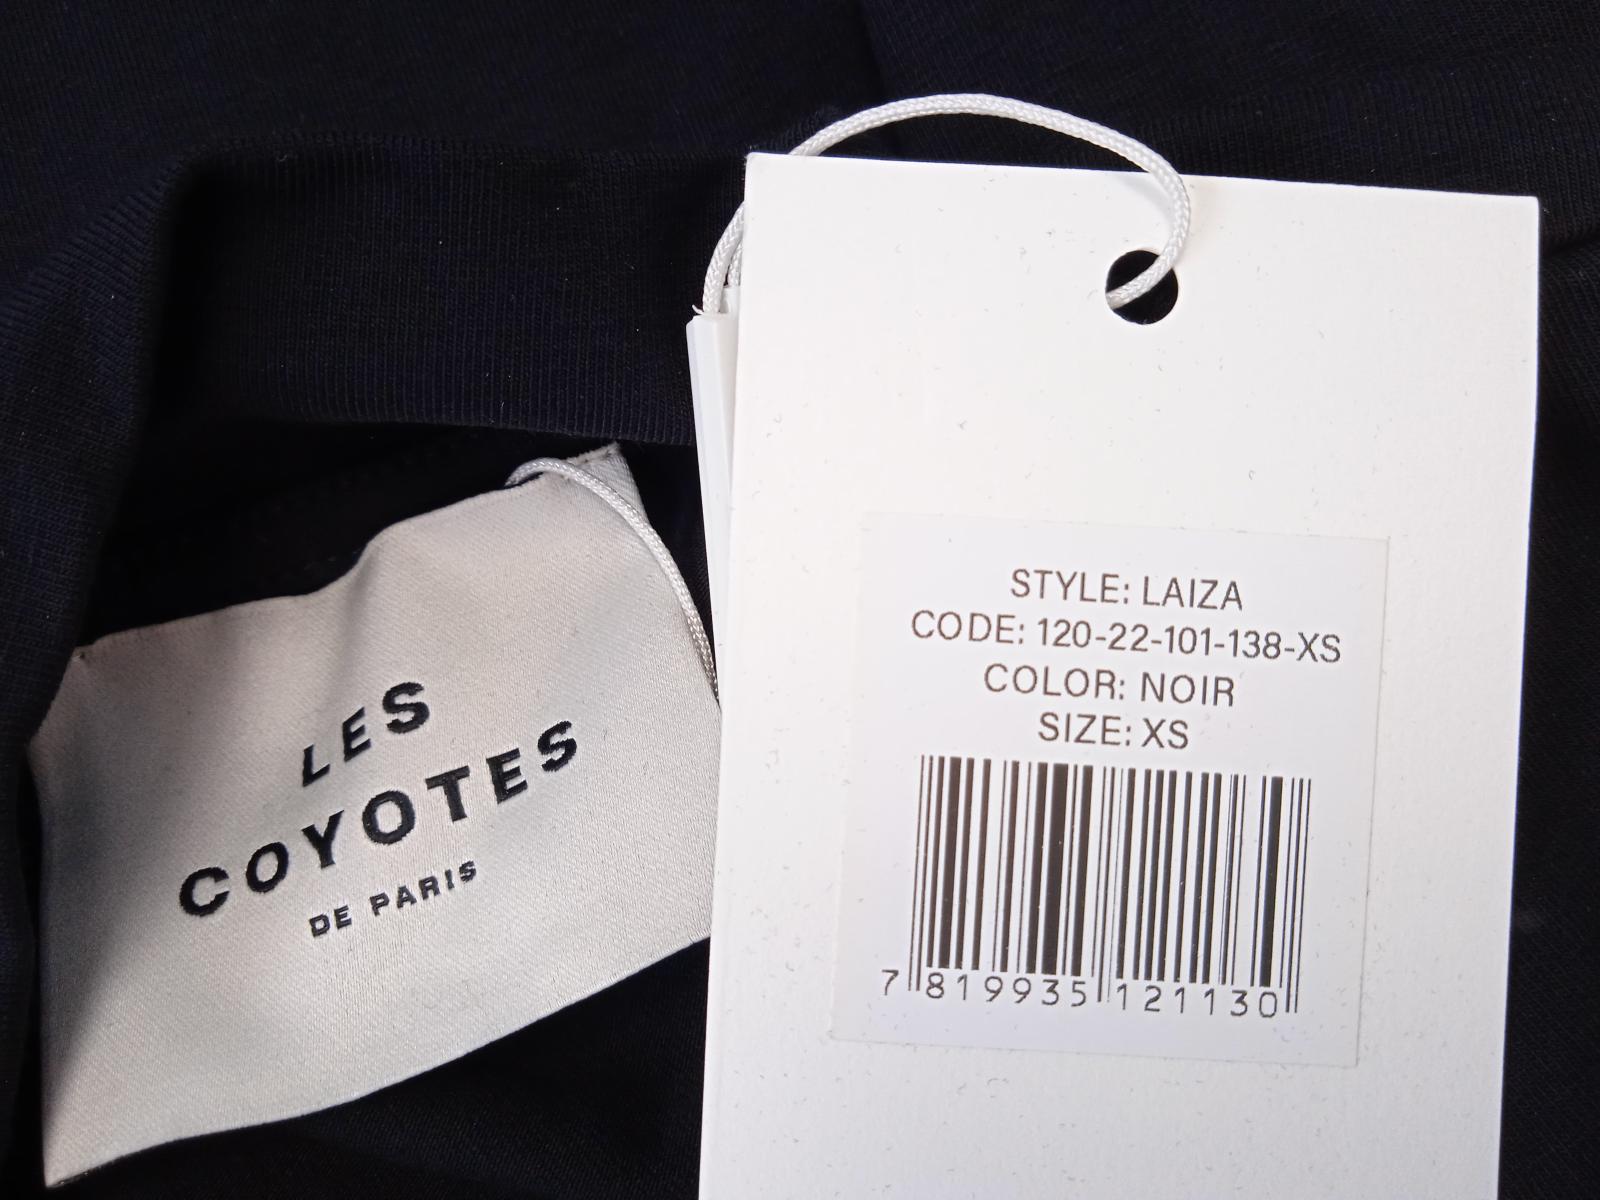 LES
COYOTES
DE PARIS
STYLE: LAIZA
CODE: 120-22-101-138-XS
COLOR: NOIR
SIZE: XS
7 819935 121130